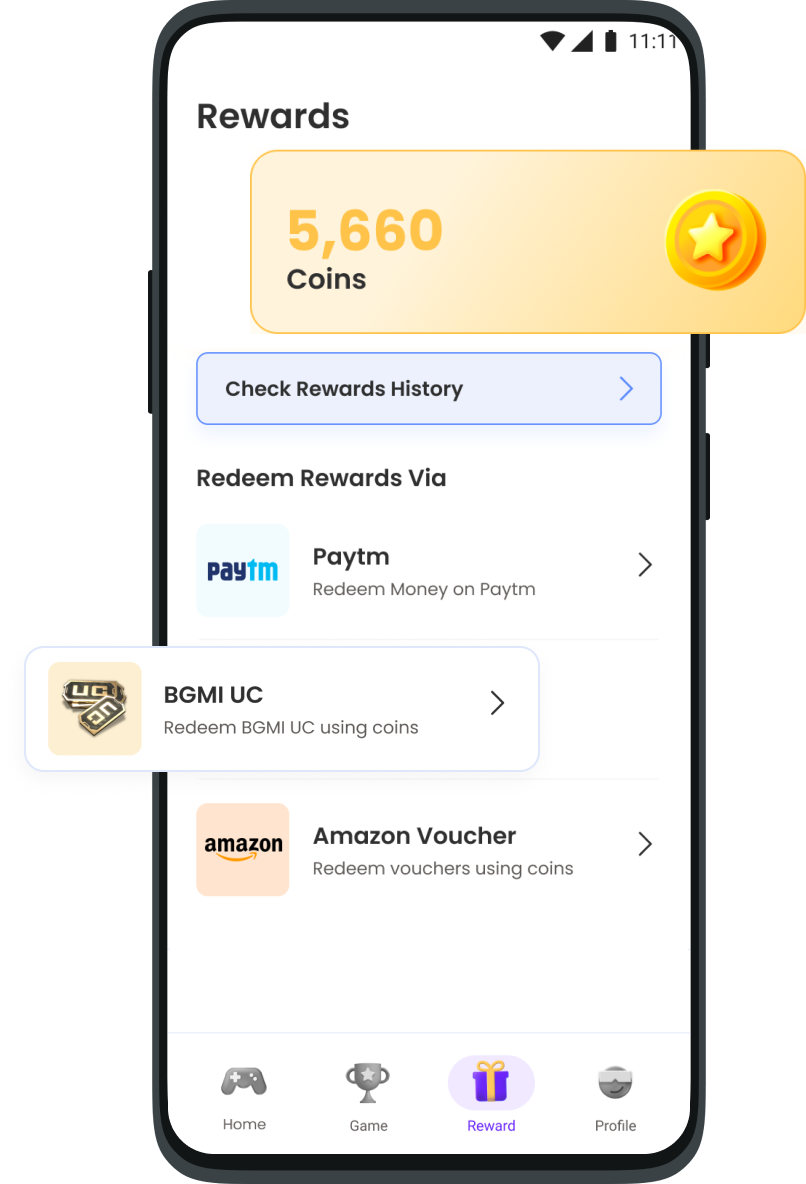 11:11
Rewards
5,660
Coins
Check Rewards History
Redeem Rewards Via
paytm
Paytm
Redeem Money on Paytm
UC
UC
BGMI UC
Redeem BGMI UC using coins
amazon
Amazon Voucher
Redeem vouchers using coins
Home
Game
Reward
Profile